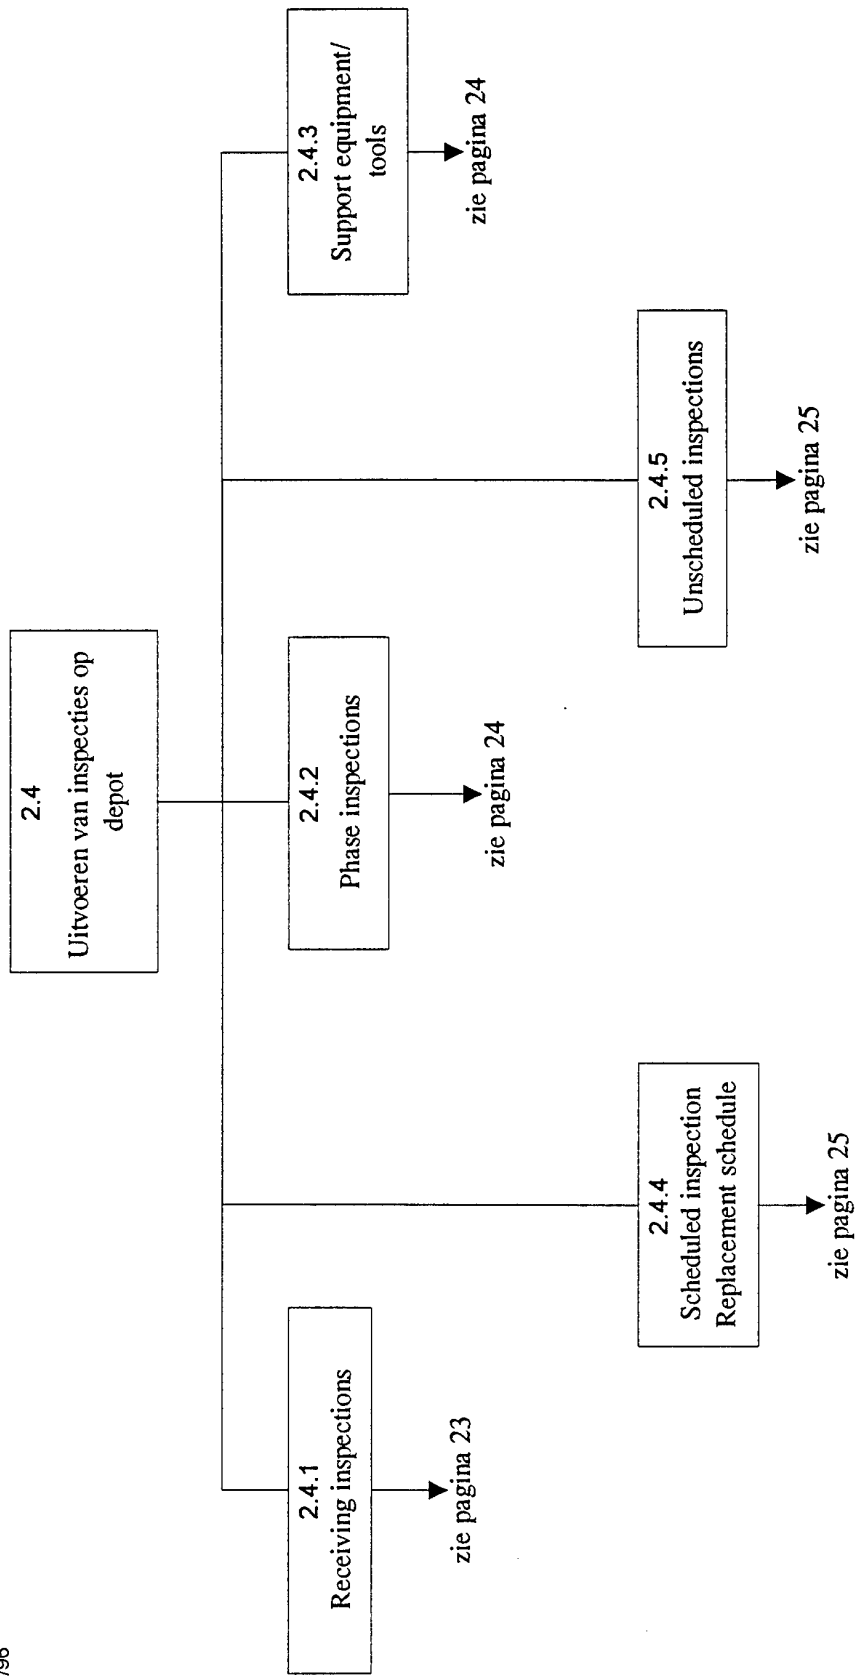 2.4
Uitvoeren van inspecties op
depot
2.4.1
Receiving inspections
zie pagina 23
2.4.2
Phase inspections
zie pagina 24
2.4.3
Support equipment/
tools
zie pagina 24
2.4.4
Scheduled inspection
Replacement schedule
zie pagina 25
2.4.5
Unscheduled inspections
zie pagina 25